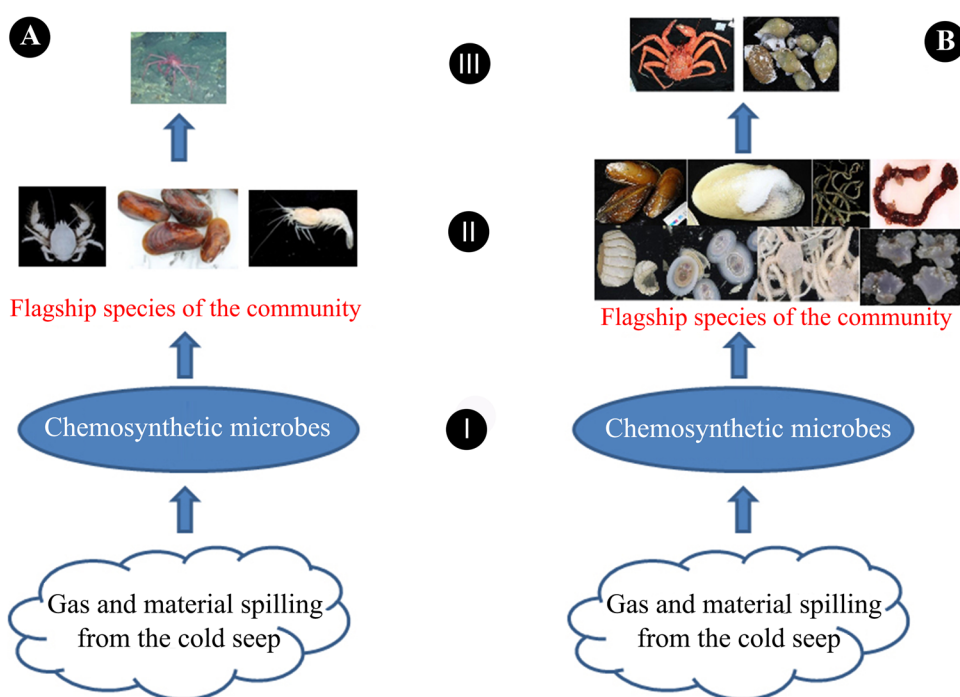 A
III
B
II
Flagship species of the community
Flagship species of the community
Chemosynthetic microbes
I
Chemosynthetic microbes
Gas and material spilling
from the cold seep
Gas and material spilling
from the cold seep